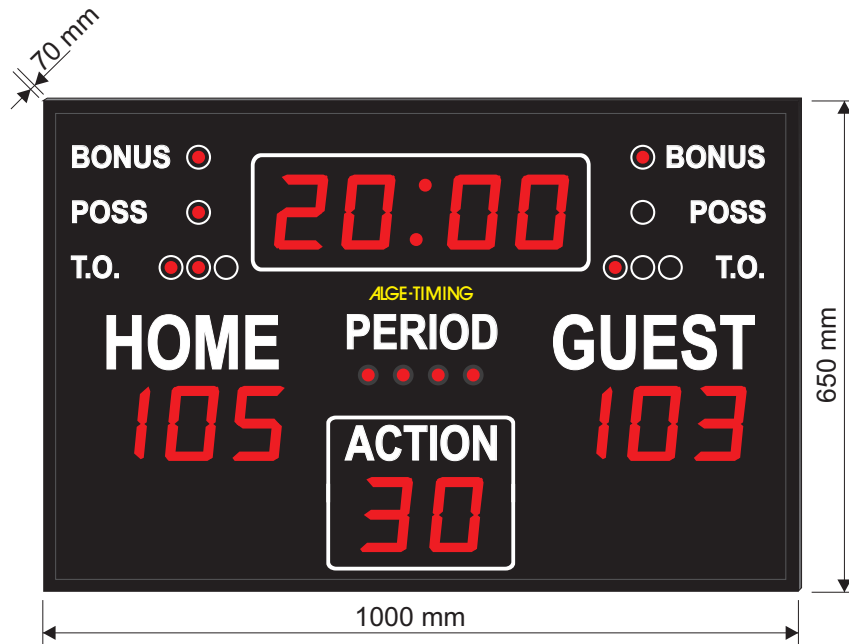 70 mm
BONUS
BONUS
20:00
POSS
POSS
T.O.
T.O.
ALGE-TIMING
HOME
PERIOD
GUEST
650 mm
105
103
ACTION
30
1000 mm